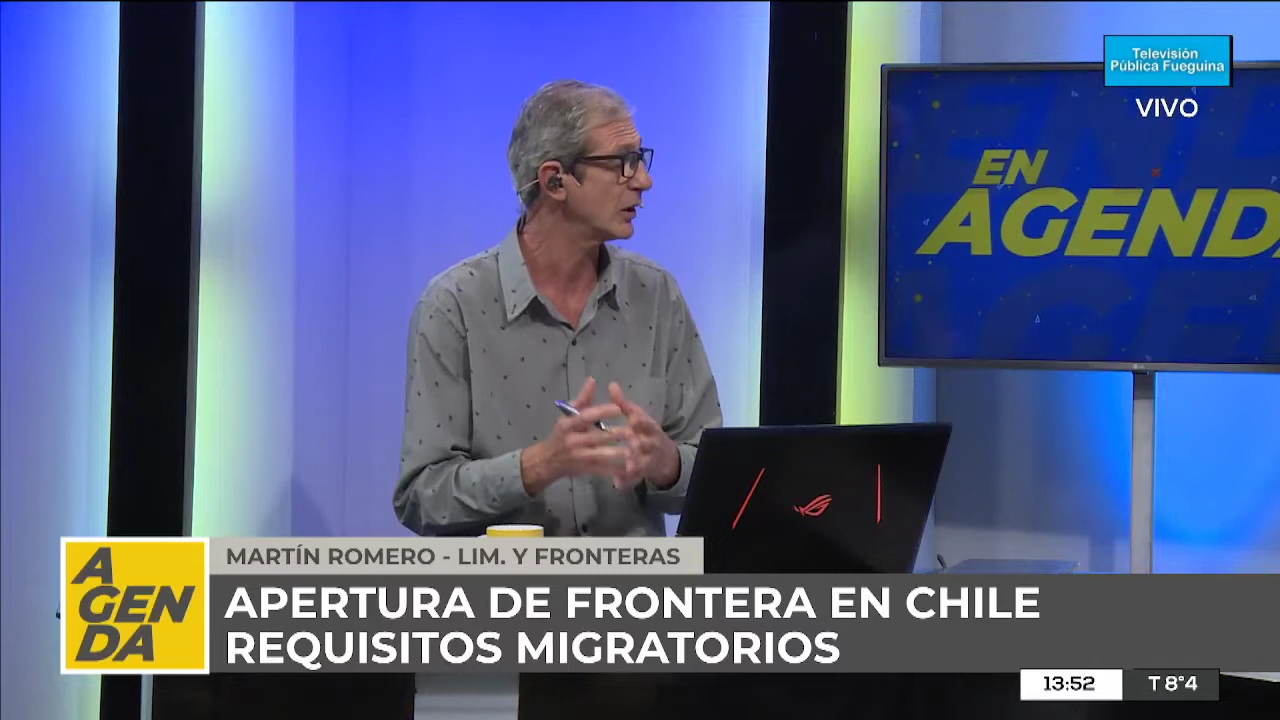 Televisión
Pública Fueguina
VIVO
EN
AGENDA
MARTÍN ROMERO - LIM. Y FRONTERAS
A
GEN
DA
APERTURA DE FRONTERA EN CHILE
REQUISITOS MIGRATORIOS
13:52
T 8°4